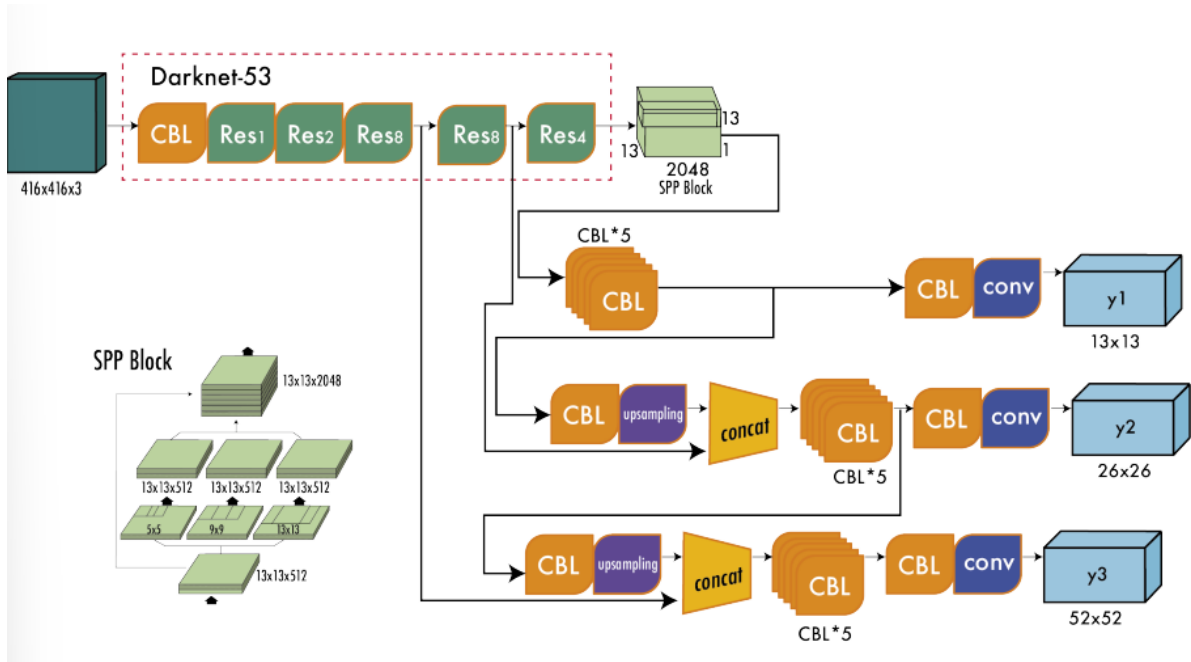 Darknet-53
CBL
Res1
Res2
Res8
Res8
Res4
13
13
1
2048
SPP Block
416x416x3
CBL*5
CBL
CBL
conv
y1
13x13
SPP Block
13x13x2048
13x13x512
13x13x512
13x13x512
5x5
9x9
13x13
13x13x512
CBL
upsampling
concat
CBL
CBL*5
CBL
conv
y2
26x26
CBL
upsampling
concat
CBL
CBL*5
CBL
conv
y3
52x52